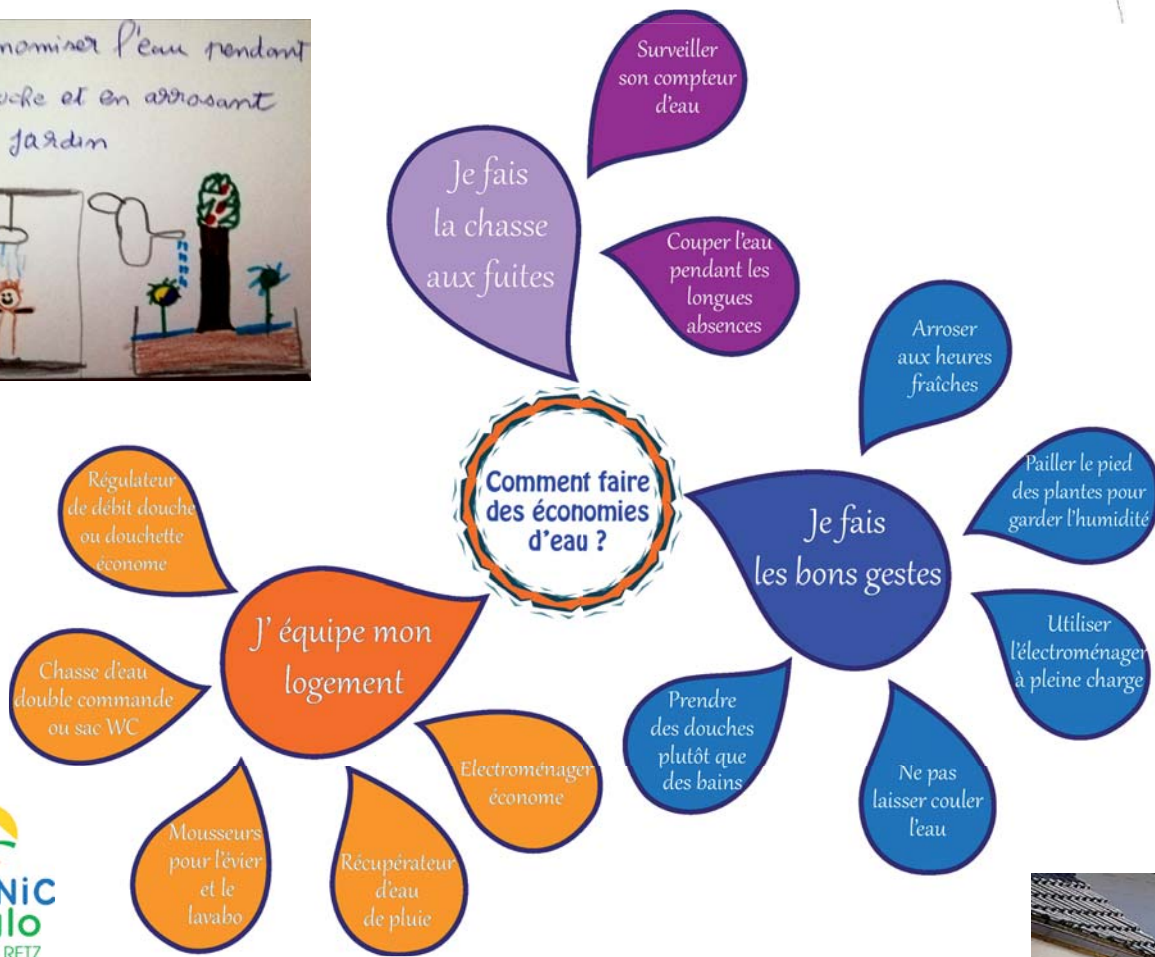 nomiser l'eau pendant
uche et en arrosant
jardin
Surveiller
son compteur
d'eau
Je fais
la chasse
aux fuites
Couper l'eau
pendant les
longues
absences
Arroser
aux heures
fraîches
Comment faire
des économies
d'eau ?
Je fais
les bons gestes
Pailler le pied
des plantes pour
garder l'humidité
Utiliser
l'électroménager
à pleine charge
Ne pas
laisser couler
l'eau
Prendre
des douches
plutôt que
des bains
Régulateur
de débit douche
ou douchette
économe
J' équipe mon
logement
Chasse d'eau
double commande
ou sac WC
Mousseurs
pour l'évier
et le
lavabo
Récupérateur
d'eau
de pluie
Electroménager
économe
NiC
lo
RETZ